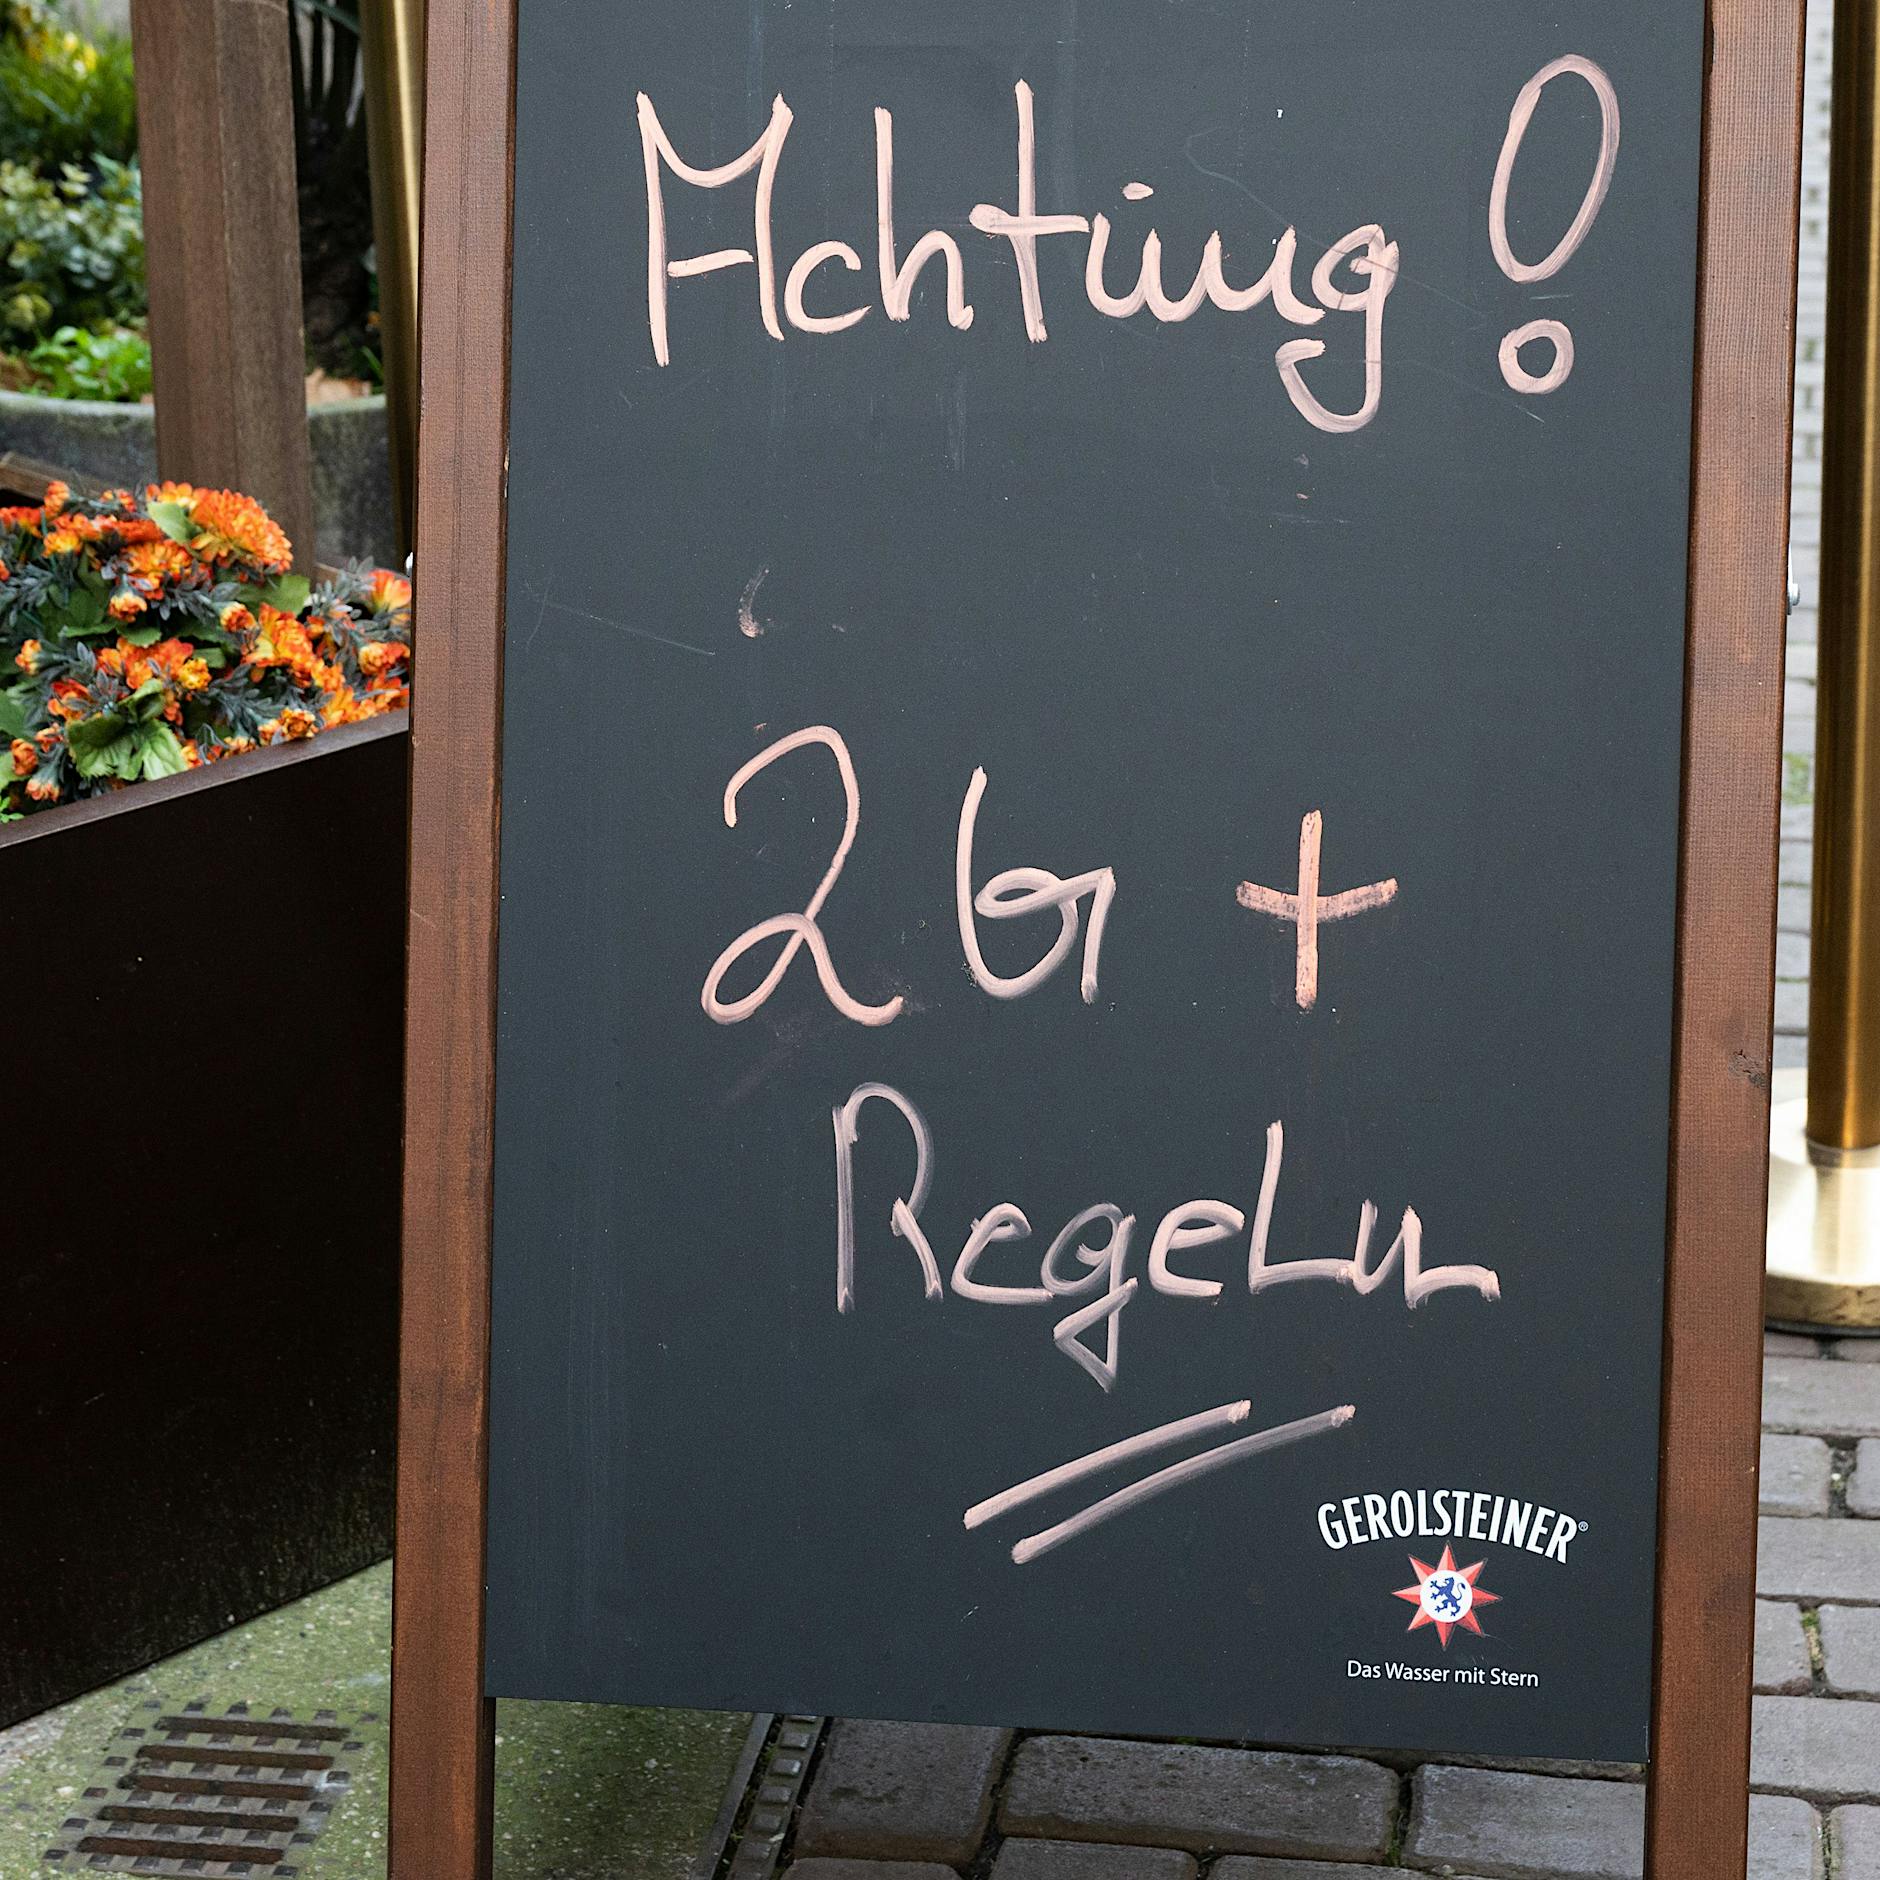 Achtung!
2G +
Regeln
GEROLSTEINER®
Das Wasser mit Stern